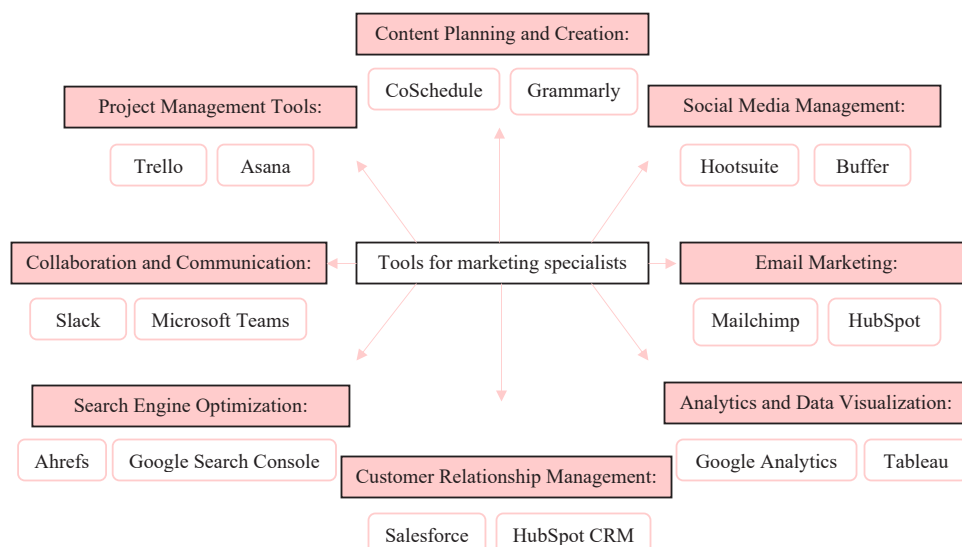 Content Planning and Creation:
CoSchedule
Grammarly
Project Management Tools:
Trello
Asana
Social Media Management:
Hootsuite
Buffer
Collaboration and Communication:
Slack
Microsoft Teams
Tools for marketing specialists
Email Marketing:
Mailchimp
HubSpot
Search Engine Optimization:
Ahrefs
Google Search Console
Customer Relationship Management:
Salesforce
HubSpot CRM
Analytics and Data Visualization:
Google Analytics
Tableau